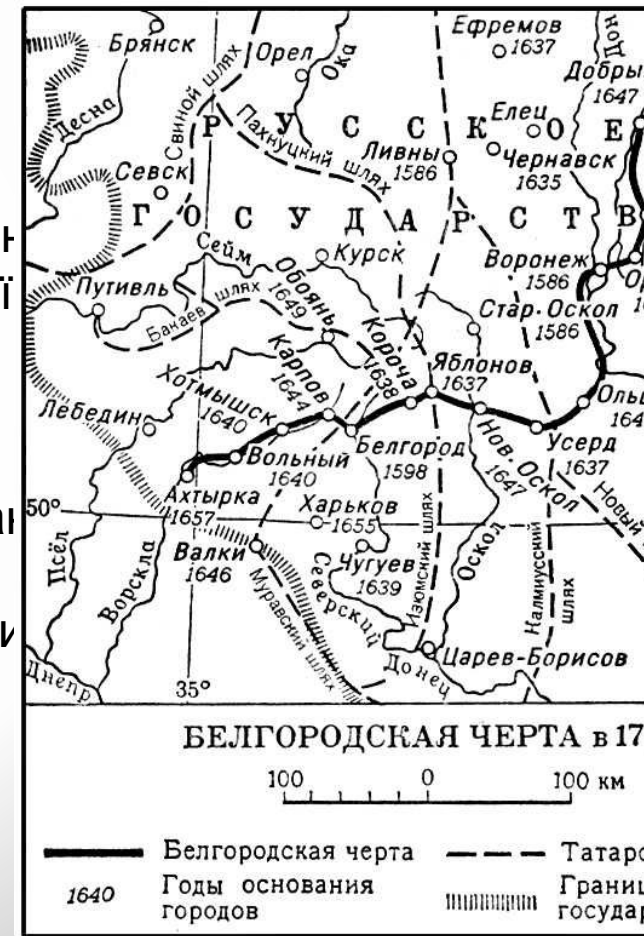 Брянск
Орел
Ока
Ефремов
1637
Дон
Добры
1647
Десна
Свиной шлях
РУССКОЕ
Пахнуцкий шлях
Елец
Ливны
1586
Чернавск
1635
Севск
ГОСУДАРСТВ
Сейм
Курск
Воронеж
1586
Путивль
Бакаев шлях
Обоянь
1649
Стар. Оскол
1586
Короча
1638
Яблонов
1637
Карпов
1644
Хотмышск
1640
Лебедин
Вольный
1640
Белгород
1598
Нов. Оскол
1647
Усерд
1637
Оль
Ахтырка
1657
50°
Харьков
1655
Новый
Валки
1646
Чугуев
1639
Псёл
Ворскла
Муравский шлях
Северский
Донец
Изюмский шлях
Оскол
Калмиусский шлях
Царев-Борисов
Днепр
35°
БЕЛГОРОДСКАЯ ЧЕРТА в 17
100 0 100 км
Белгородская черта
Татарс
1640 Годы основания
городов
Границ
государ